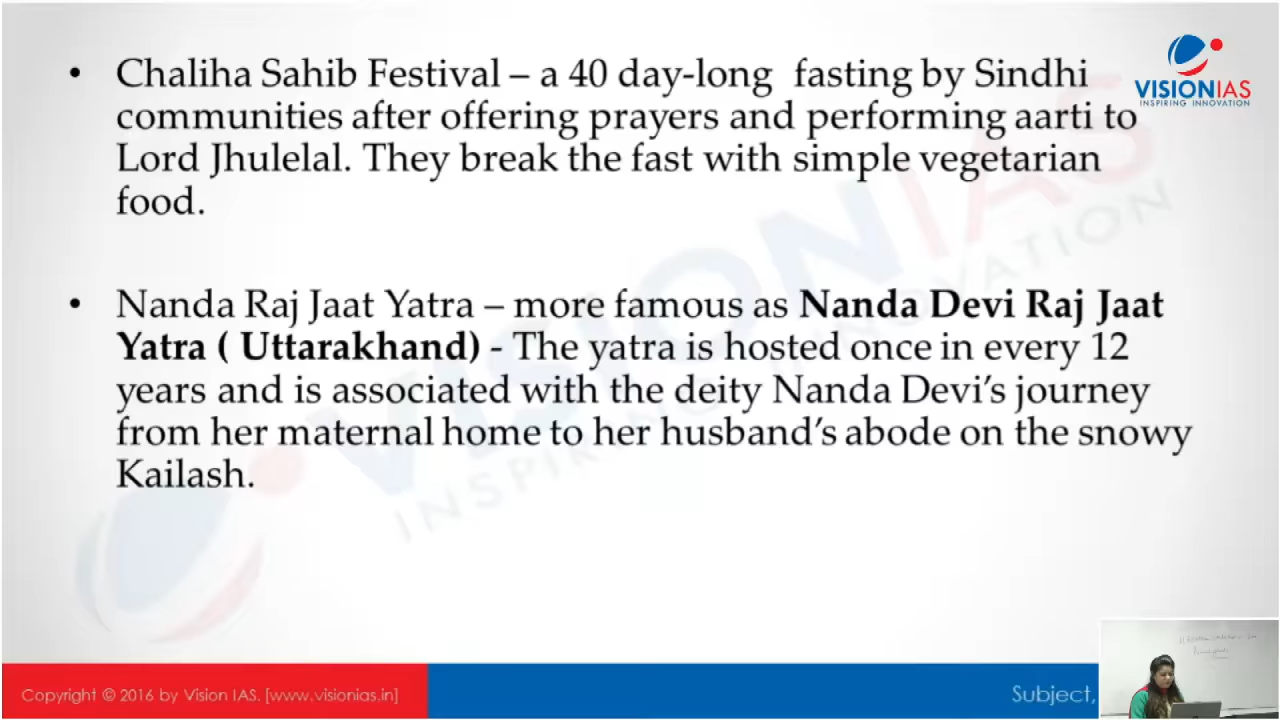 • Chaliha Sahib Festival – a 40 day-long fasting by Sindhi
communities after offering prayers and performing aarti to
Lord Jhulelal. They break the fast with simple vegetarian
food.
• Nanda Raj Jaat Yatra – more famous as Nanda Devi Raj Jaat
Yatra ( Uttarakhand) - The yatra is hosted once in every 12
years and is associated with the deity Nanda Devi’s journey
from her maternal home to her husband’s abode on the snowy
Kailash.
VISIONIAS
INSPIRING INNOVATION
VISIONIAS
INSPIRING INNOVATION
Copyright © 2016 by Vision IAS. [www.visionias.in]
Subject,